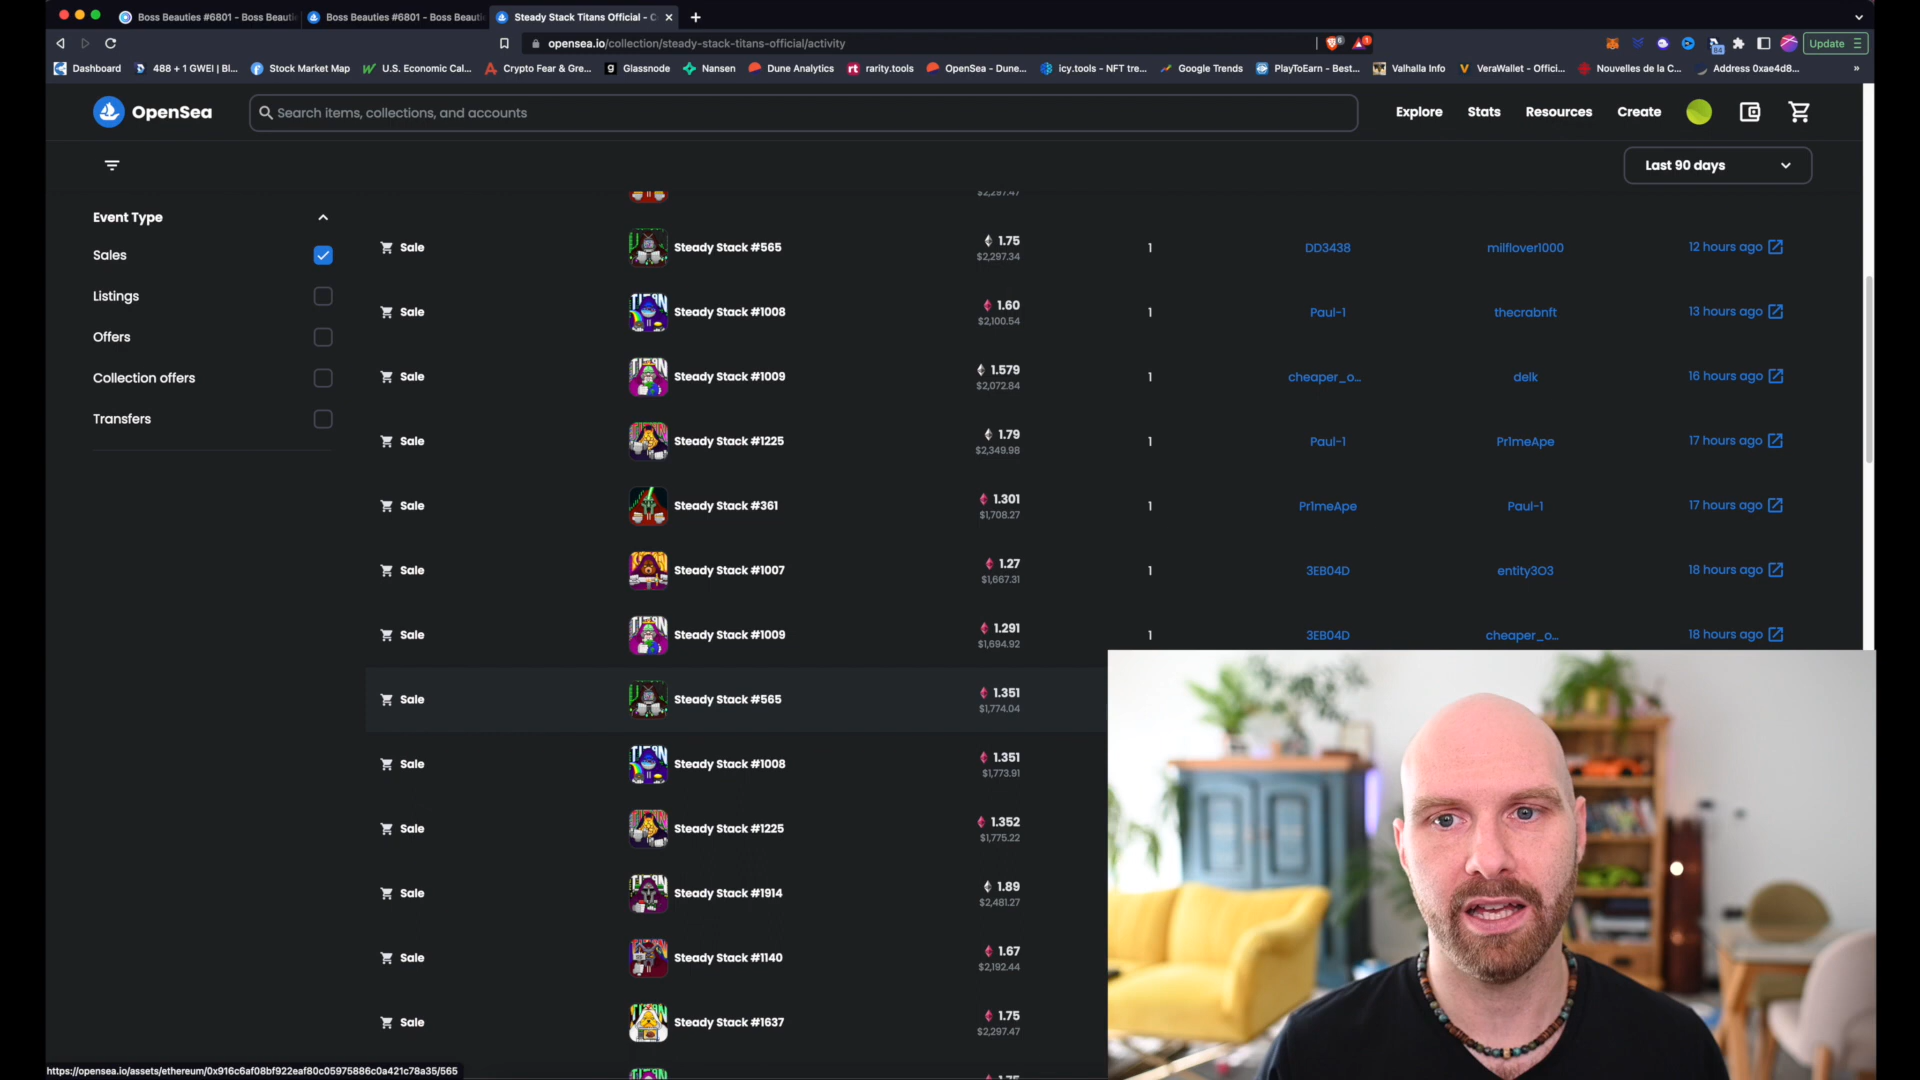 Boss Beauties #6801 - Boss Beauti
Boss Beauties #6801 - Boss Beauti
Steady Stack Titans Official - C
opensea.io/collection/steady-stack-titans-official/activity
Update
Dashboard
488 + 1 GWEI | Bl...
Stock Market Map
U.S. Economic Cal...
Crypto Fear & Gre...
Glassnode
Nansen
Dune Analytics
rarity.tools
OpenSea - Dune...
icy.tools - NFT tre...
Google Trends
PlayToEarn - Best...
Valhalla Info
VeraWallet - Offici...
Nouvelles de la C...
Address 0xae4d8...
OpenSea
Search items, collections, and accounts
Explore
Stats
Resources
Create
Last 90 days
Event Type
Sales
Listings
Offers
Collection offers
Transfers
$2,297.47
Sale Steady Stack #565 1.75 1 DD3438 milflover1000 12 hours ago
$2,297.34
Sale Steady Stack #1008 1.60 1 Paul-1 thecrabnft 13 hours ago
$2,100.54
Sale Steady Stack #1009 1.579 1 cheaper_o... delk 16 hours ago
$2,072.84
Sale Steady Stack #1225 1.79 1 Paul-1 Pr1meApe 17 hours ago
$2,349.98
Sale Steady Stack #361 1.301 1 Pr1meApe Paul-1 17 hours ago
$1,708.27
Sale Steady Stack #1007 1.27 1 3EB04D entity3O3 18 hours ago
$1,667.31
Sale Steady Stack #1009 1.291 1 3EB04D cheaper_o... 18 hours ago
$1,694.92
Sale Steady Stack #565 1.351
$1,774.04
Sale Steady Stack #1008 1.351
$1,773.91
Sale Steady Stack #1225 1.352
$1,775.22
Sale Steady Stack #1914 1.89
$2,481.27
Sale Steady Stack #1140 1.67
$2,192.44
Sale Steady Stack #1637 1.75
$2,297.47
https://opensea.io/assets/ethereum/0x916c6af08bf922eaf80c05975886c0a421c78a35/565